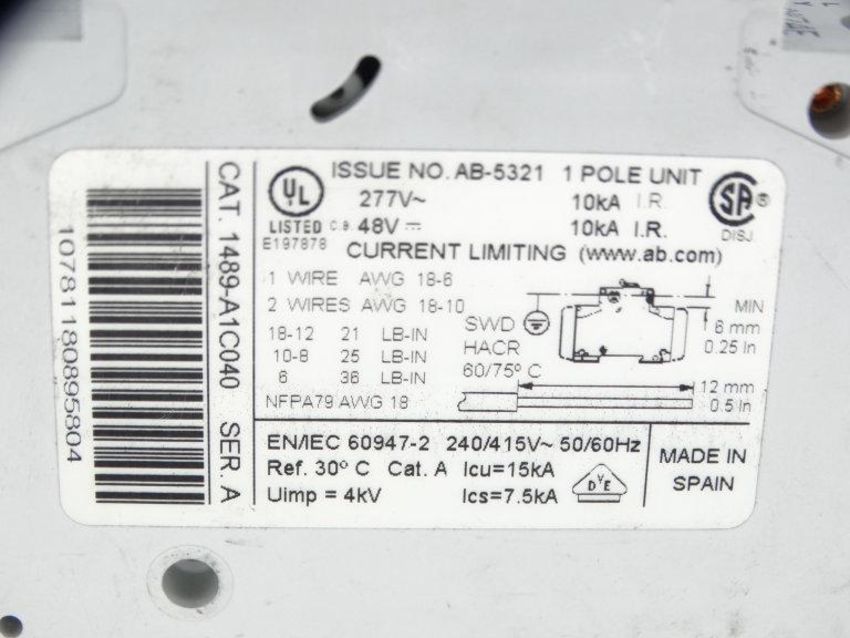 10781180895804
CAT. 1489-A1C040 SER. A
UL
LISTED C.B.
E197878
ISSUE NO. AB-5321 1 POLE UNIT
277V~ 10kA I.R.
48V⎓ 10kA I.R.
SA
®
DISJ.
CURRENT LIMITING (www.ab.com)
1 WIRE AWG 18-6
2 WIRES AWG 18-10
18-12 21 LB-IN
10-8 25 LB-IN
6 36 LB-IN
NFPA79 AWG 18
SWD
HACR
60/75° C
MIN
6 mm
0.25 In
12 mm
0.5 In
EN/IEC 60947-2 240/415V~ 50/60Hz
Ref. 30° C Cat. A Icu=15kA
Uimp = 4kV Ics=7.5kA
DVE
MADE IN
SPAIN